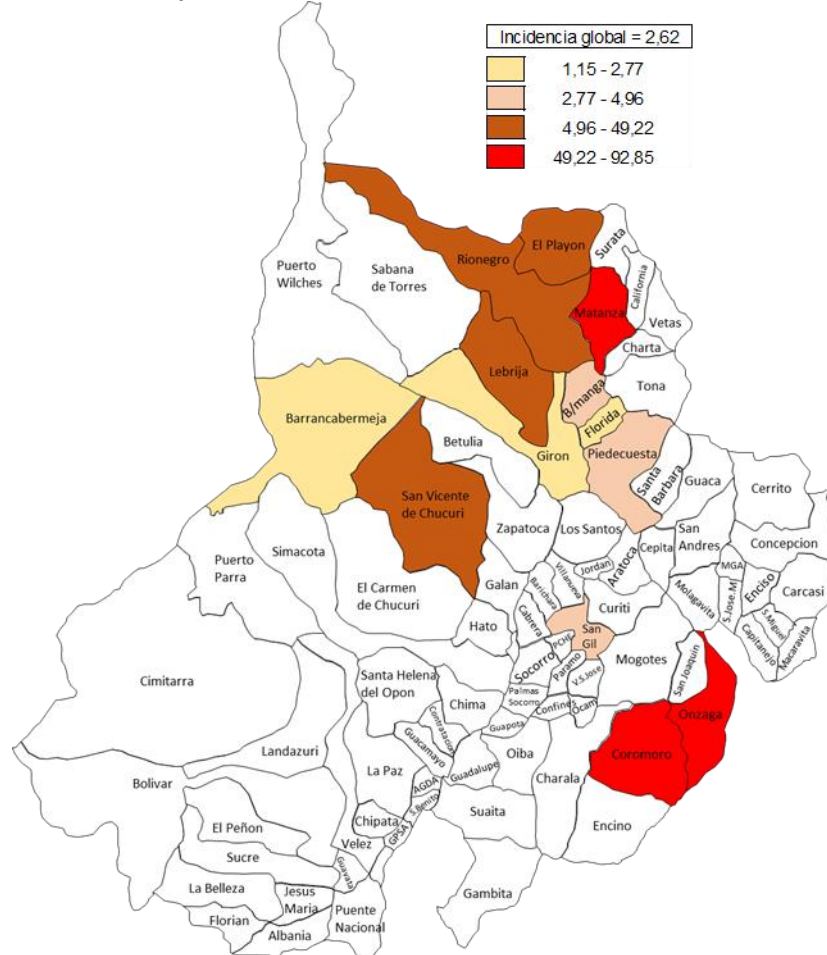 Incidencia global = 2,62
1,15 - 2,77
2,77 - 4,96
4,96 - 49,22
49,22 - 92,85
El Playon
Surata
Rionegro
Puerto
Wilches
Sabana
de Torres
California
Matanza
Vetas
Charta
Lebrija
Tona
B/manga
Barrancabermeja
Florida
Betulia
Giron
Piedecuesta
Santa
Barbara
Guaca
Cerrito
San Vicente
de Chucuri
Zapatoca
Los Santos
San
Andres
Cepita
Concepcion
Simacota
Puerto
Parra
Aratoca
Jordan
MGA
Enciso
Carcasi
El Carmen
de Chucuri
Galan
Villanueva
Barichara
Curiti
Molagavita
S.Jose.MI
S.Miguel
Cabrera
Hato
San
Gil
Capitanejo
Macaravita
PCHE
Socorro
Paramo
Mogotes
San Joaquin
Cimitarra
Santa Helena
del Opon
V.S.Jose
Chima
Palmas
Socorro
Confines
Ocam
Onzaga
Contratacion
Guapota
Guacamayo
Landazuri
Oiba
Coromoro
La Paz
Guadalupe
Charala
Bolivar
AGDA
S.Benito
Suaita
Encino
El Peñon
Chipata
GPSA
Velez
Sucre
Guavata
La Belleza
Jesus
Maria
Gambita
Florian
Puente
Nacional
Albania